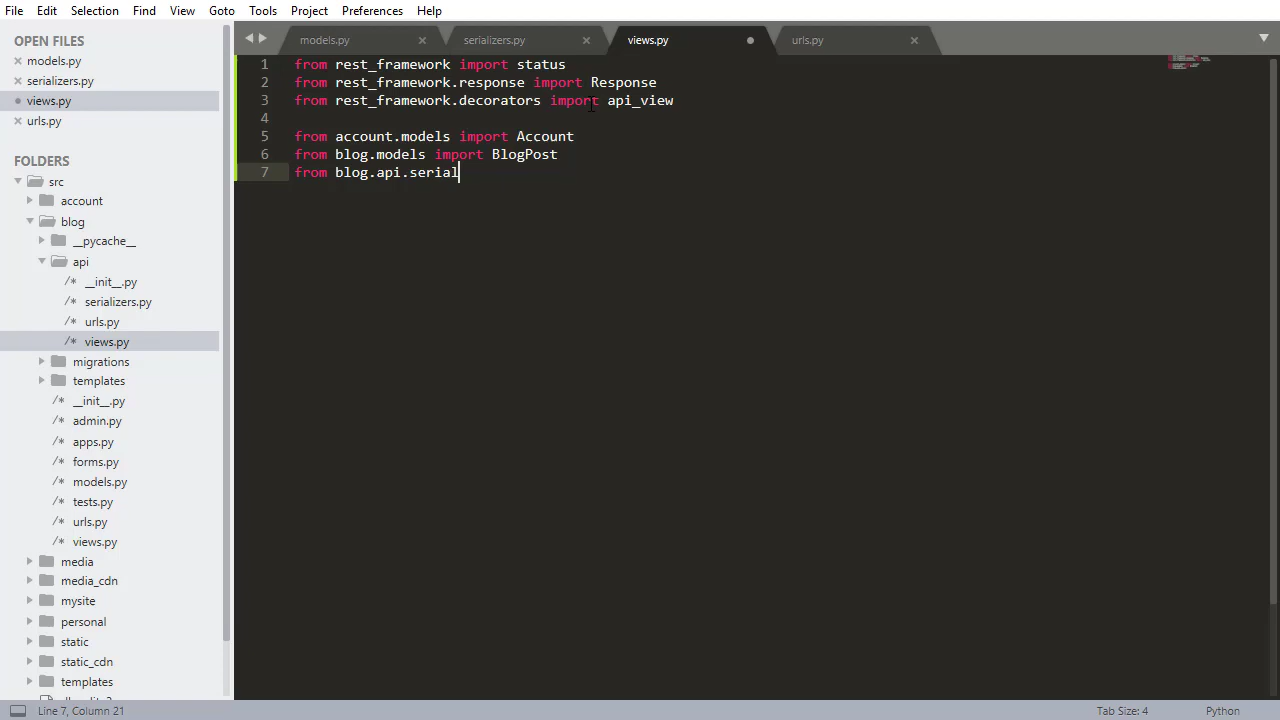 File Edit Selection Find View Goto Tools Project Preferences Help
OPEN FILES
models.py
serializers.py
views.py
urls.py
FOLDERS
src
account
blog
__pycache__
api
/* __init__.py
/* serializers.py
/* urls.py
/* views.py
migrations
templates
/* __init__.py
/* admin.py
/* apps.py
/* forms.py
/* models.py
/* tests.py
/* urls.py
/* views.py
media
media_cdn
mysite
personal
static
static_cdn
templates
models.py serializers.py views.py urls.py
1 from rest_framework import status
2 from rest_framework.response import Response
3 from rest_framework.decorators import api_view
4
5 from account.models import Account
6 from blog.models import BlogPost
7 from blog.api.serial
Line 7, Column 21 Tab Size: 4 Python